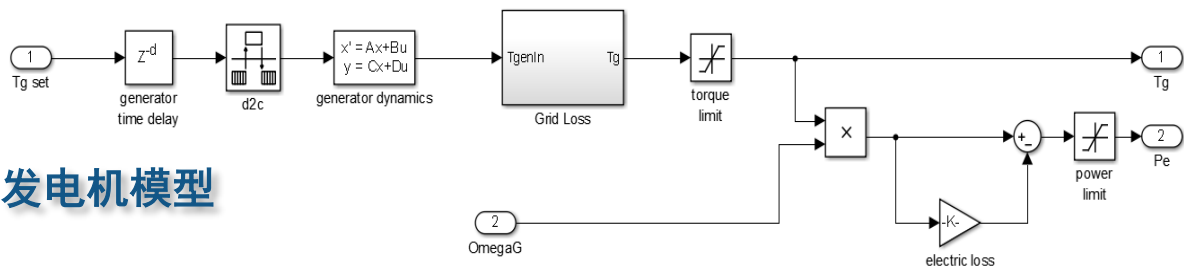 1
Tg set
Z-d
generator
time delay
d2c
x' = Ax+Bu
y = Cx+Du
generator dynamics
TgenIn
Tg
Grid Loss
torque
limit
1
Tg
×
+
−
power
limit
2
Pe
发电机模型
2
OmegaG
-K-
electric loss